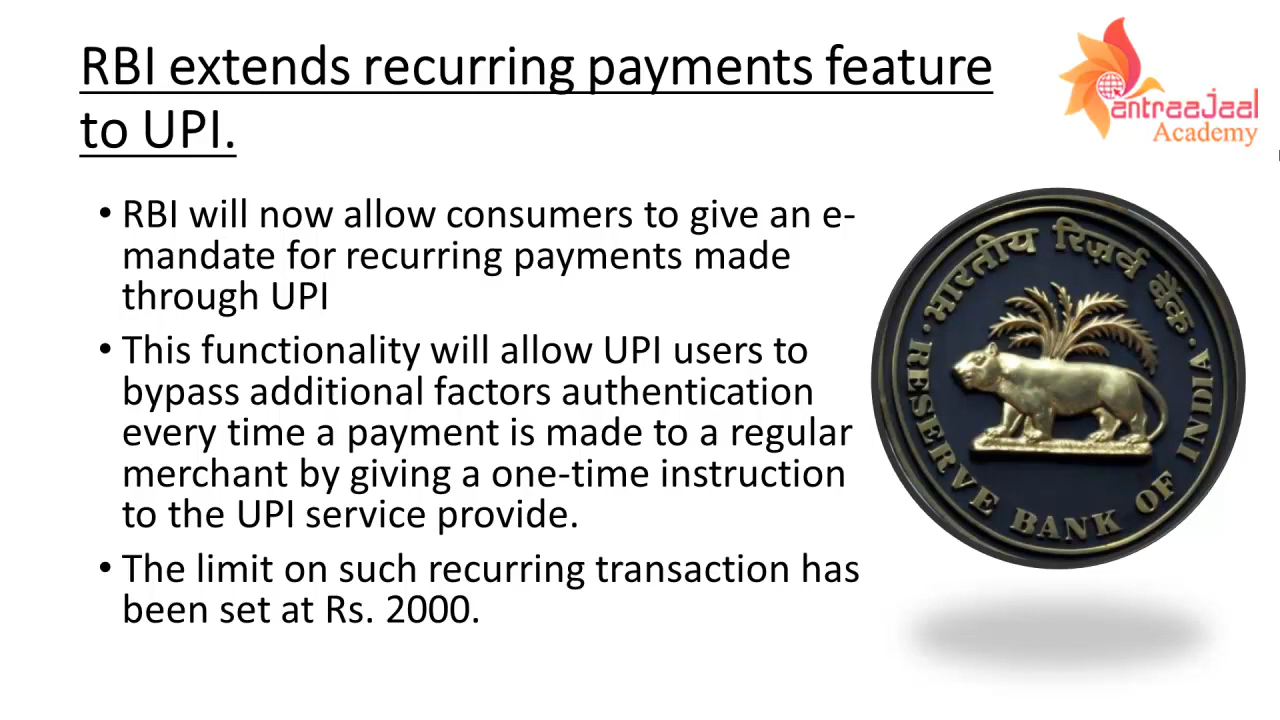 RBI extends recurring payments feature
to UPI.
antraajaal
Academy
• RBI will now allow consumers to give an e-
mandate for recurring payments made
through UPI
• This functionality will allow UPI users to
bypass additional factors authentication
every time a payment is made to a regular
merchant by giving a one-time instruction
to the UPI service provide.
• The limit on such recurring transaction has
been set at Rs. 2000.
भारतीय रिज़र्व बैंक
RESERVE BANK OF INDIA